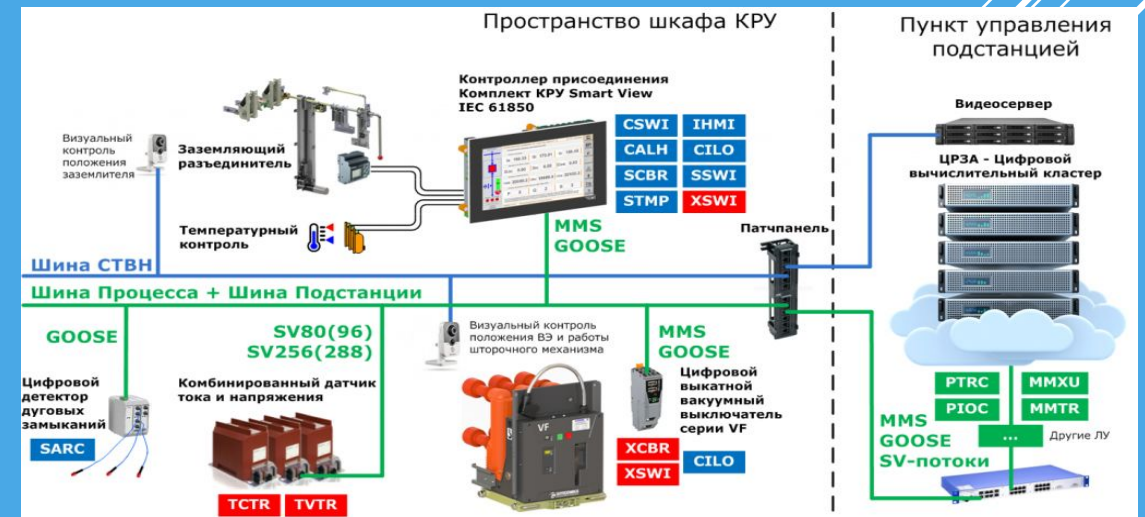 Пространство шкафа КРУ
Пункт управления
подстанцией
Контроллер присоединения
Комплект КРУ Smart View
IEC 61850
CSWI IHMI
CALH CILO
SCBR SSWI
STMP XSWI
Визуальный
контроль
положения
заземлителя
Заземляющий
разъединитель
Температурный
контроль
MMS
GOOSE
Патчпанель
Видеосервер
ЦРЗА - Цифровой
вычислительный кластер
Шина СТВН
Шина Процесса + Шина Подстанции
GOOSE
SV80(96)
SV256(288)
Визуальный контроль
положения ВЭ и работы
шторочного механизма
MMS
GOOSE
Цифровой
детектор
дуговых
замыканий
SARC
Комбинированный датчик
тока и напряжения
TCTR TVTR
VF
Цифровой
выкатной
вакуумный
выключатель
серии VF
XCBR
XSWI
CILO
PTRC MMXU
PIOC MMTR
... Другие ЛУ
MMS
GOOSE
SV-потоки